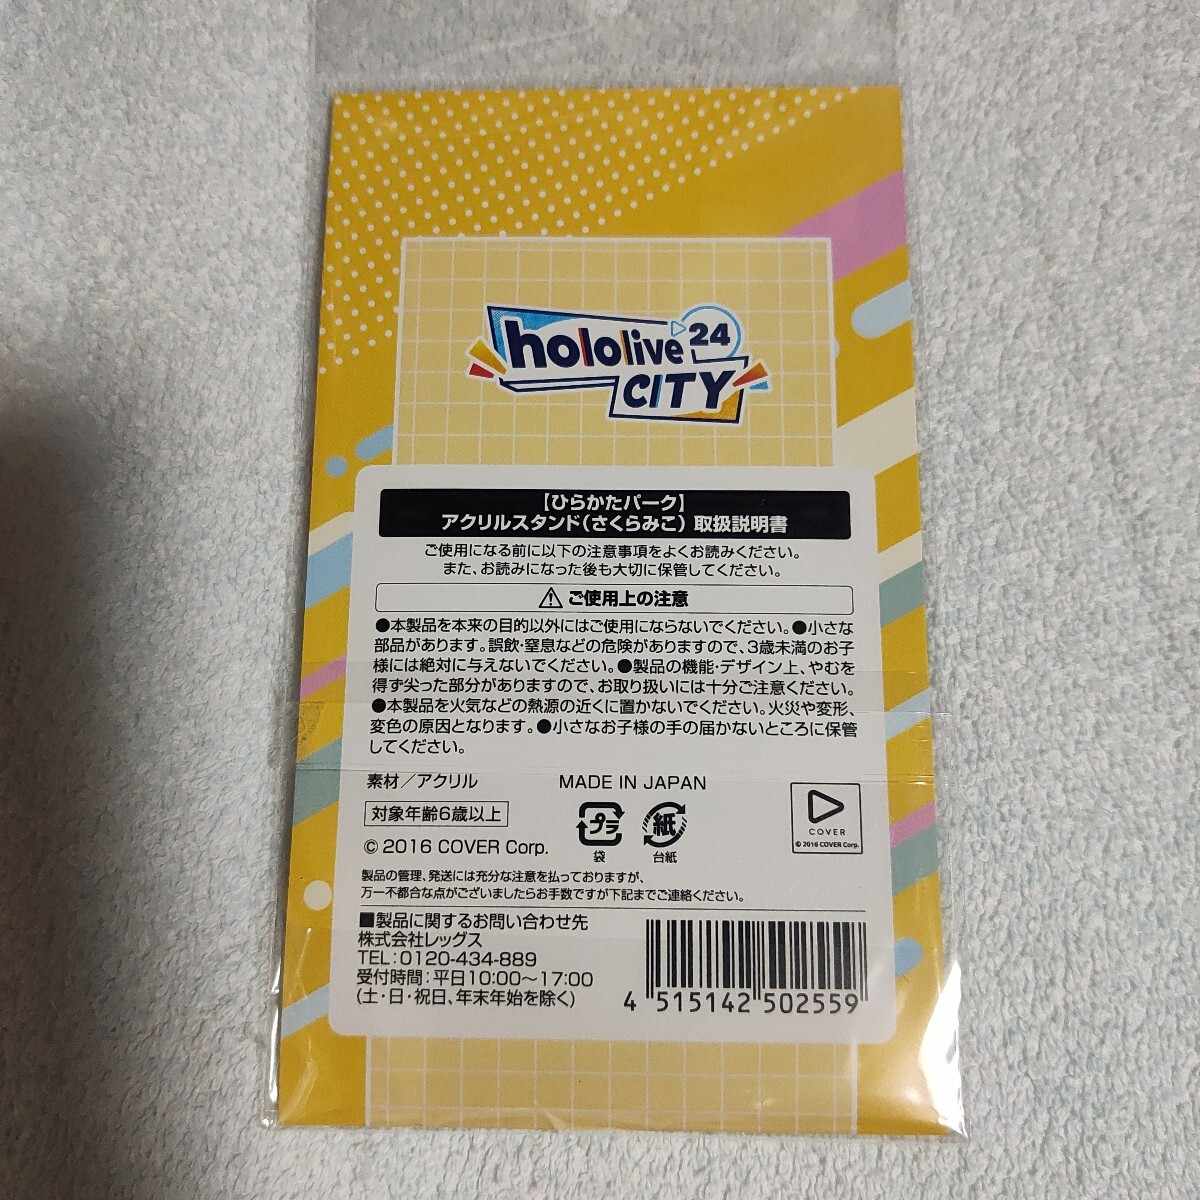 hololive 24
CITY
【ひらかたパーク】
アクリルスタンド(さくらみこ) 取扱説明書
ご使用になる前に以下の注意事項をよくお読みください。
また、お読みになった後も大切に保管してください。
ご使用上の注意
●本製品を本来の目的以外にはご使用にならないでください。●小さな
部品があります。誤飲・窒息などの危険がありますので、3歳未満のお子
様には絶対に与えないでください。●製品の機能・デザイン上、やむを
得ず尖った部分がありますので、お取り扱いには十分ご注意ください。
●本製品を火気などの熱源の近くに置かないでください。火災や変形、
変色の原因となります。●小さなお子様の手の届かないところに保管
してください。
素材/アクリル MADE IN JAPAN
対象年齢6歳以上
プラ 紙
袋 台紙
COVER
© 2016 COVER Corp.
© 2016 COVER Corp.
製品の管理、発送には充分な注意を払っておりますが、
万一不都合な点がございましたらお手数ですが下記までご連絡ください。
■製品に関するお問い合わせ先
株式会社レッグス
TEL:0120-434-889
受付時間:平日10:00〜17:00
(土・日・祝日、年末年始を除く)
4 515142 502559